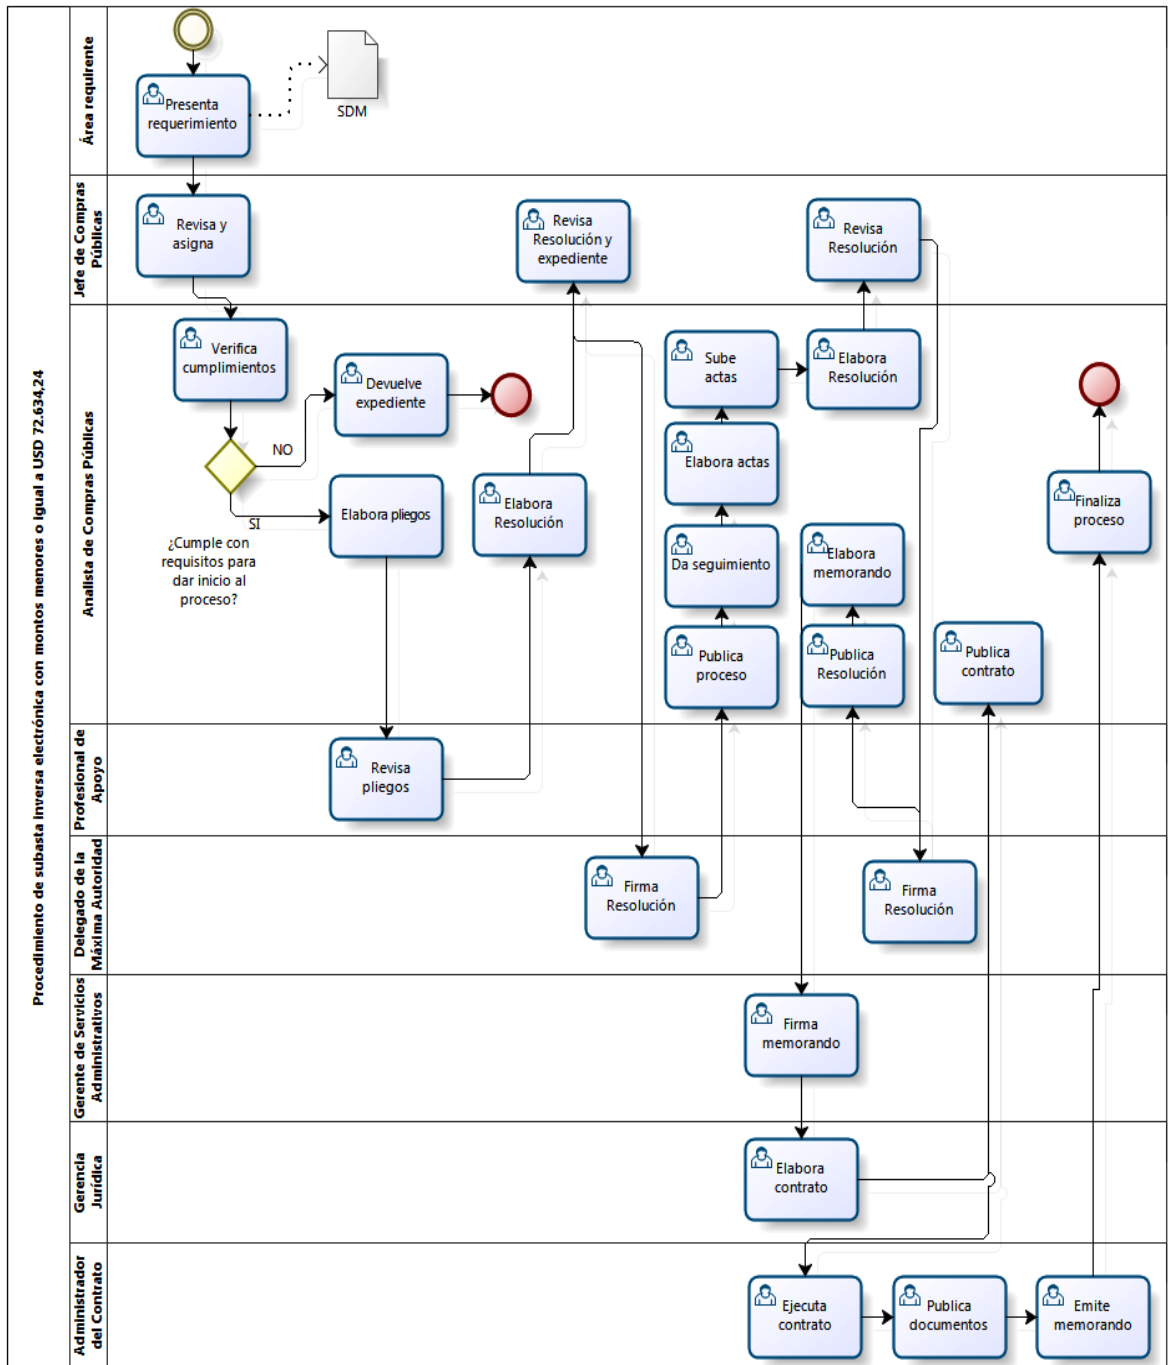 Procedimiento de subasta inversa electrónica con montos menores o igual a USD 72.634,24
Área requirente
Presenta
requerimiento
SDM
Jefe de Compras
Públicas
Revisa y
asigna
Revisa
Resolución y
expediente
Revisa
Resolución
Analista de Compras Públicas
Verifica
cumplimientos
Devuelve
expediente
NO
SI
¿Cumple con
requisitos para
dar inicio al
proceso?
Elabora pliegos
Elabora
Resolución
Sube
actas
Elabora
Resolución
Elabora actas
Da seguimiento
Publica
proceso
Elabora
memorando
Publica
Resolución
Publica
contrato
Finaliza
proceso
Profesional de
Apoyo
Revisa
pliegos
Delegado de la
Máxima Autoridad
Firma
Resolución
Firma
Resolución
Gerente de Servicios
Administrativos
Firma
memorando
Gerencia
Jurídica
Elabora
contrato
Administrador
del Contrato
Ejecuta
contrato
Publica
documentos
Emite
memorando